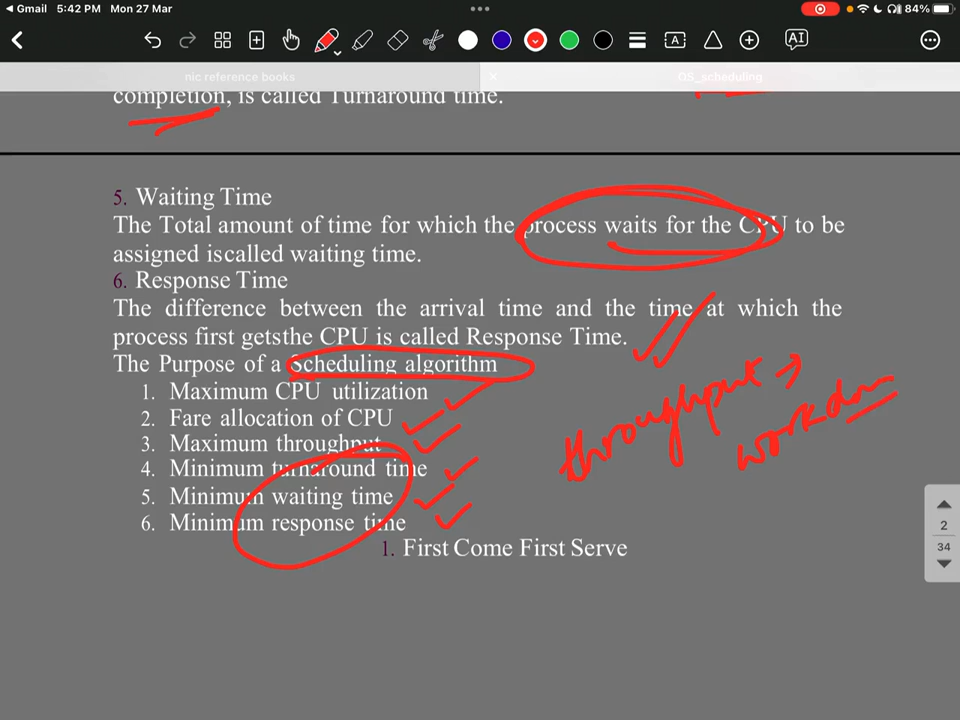 Gmail 5:42 PM Mon 27 Mar 84%
A AI
nic reference books OS_scheduling
completion, is called Turnaround time.
5. Waiting Time
The Total amount of time for which the process waits for the CPU to be
assigned iscalled waiting time.
6. Response Time
The difference between the arrival time and the time at which the
process first getsthe CPU is called Response Time.
The Purpose of a Scheduling algorithm
1. Maximum CPU utilization
2. Fare allocation of CPU
3. Maximum throughput
4. Minimum turnaround time
5. Minimum waiting time
6. Minimum response time
throughput →
work
1. First Come First Serve
2
34